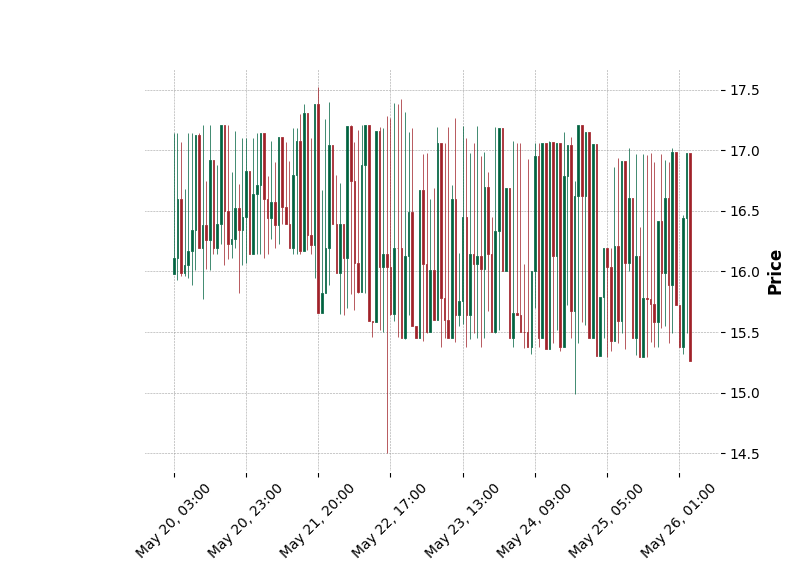 17.5
17.0
16.5
16.0
15.5
15.0
14.5
Price
May 20, 03:00
May 20, 23:00
May 21, 20:00
May 22, 17:00
May 23, 13:00
May 24, 09:00
May 25, 05:00
May 26, 01:00